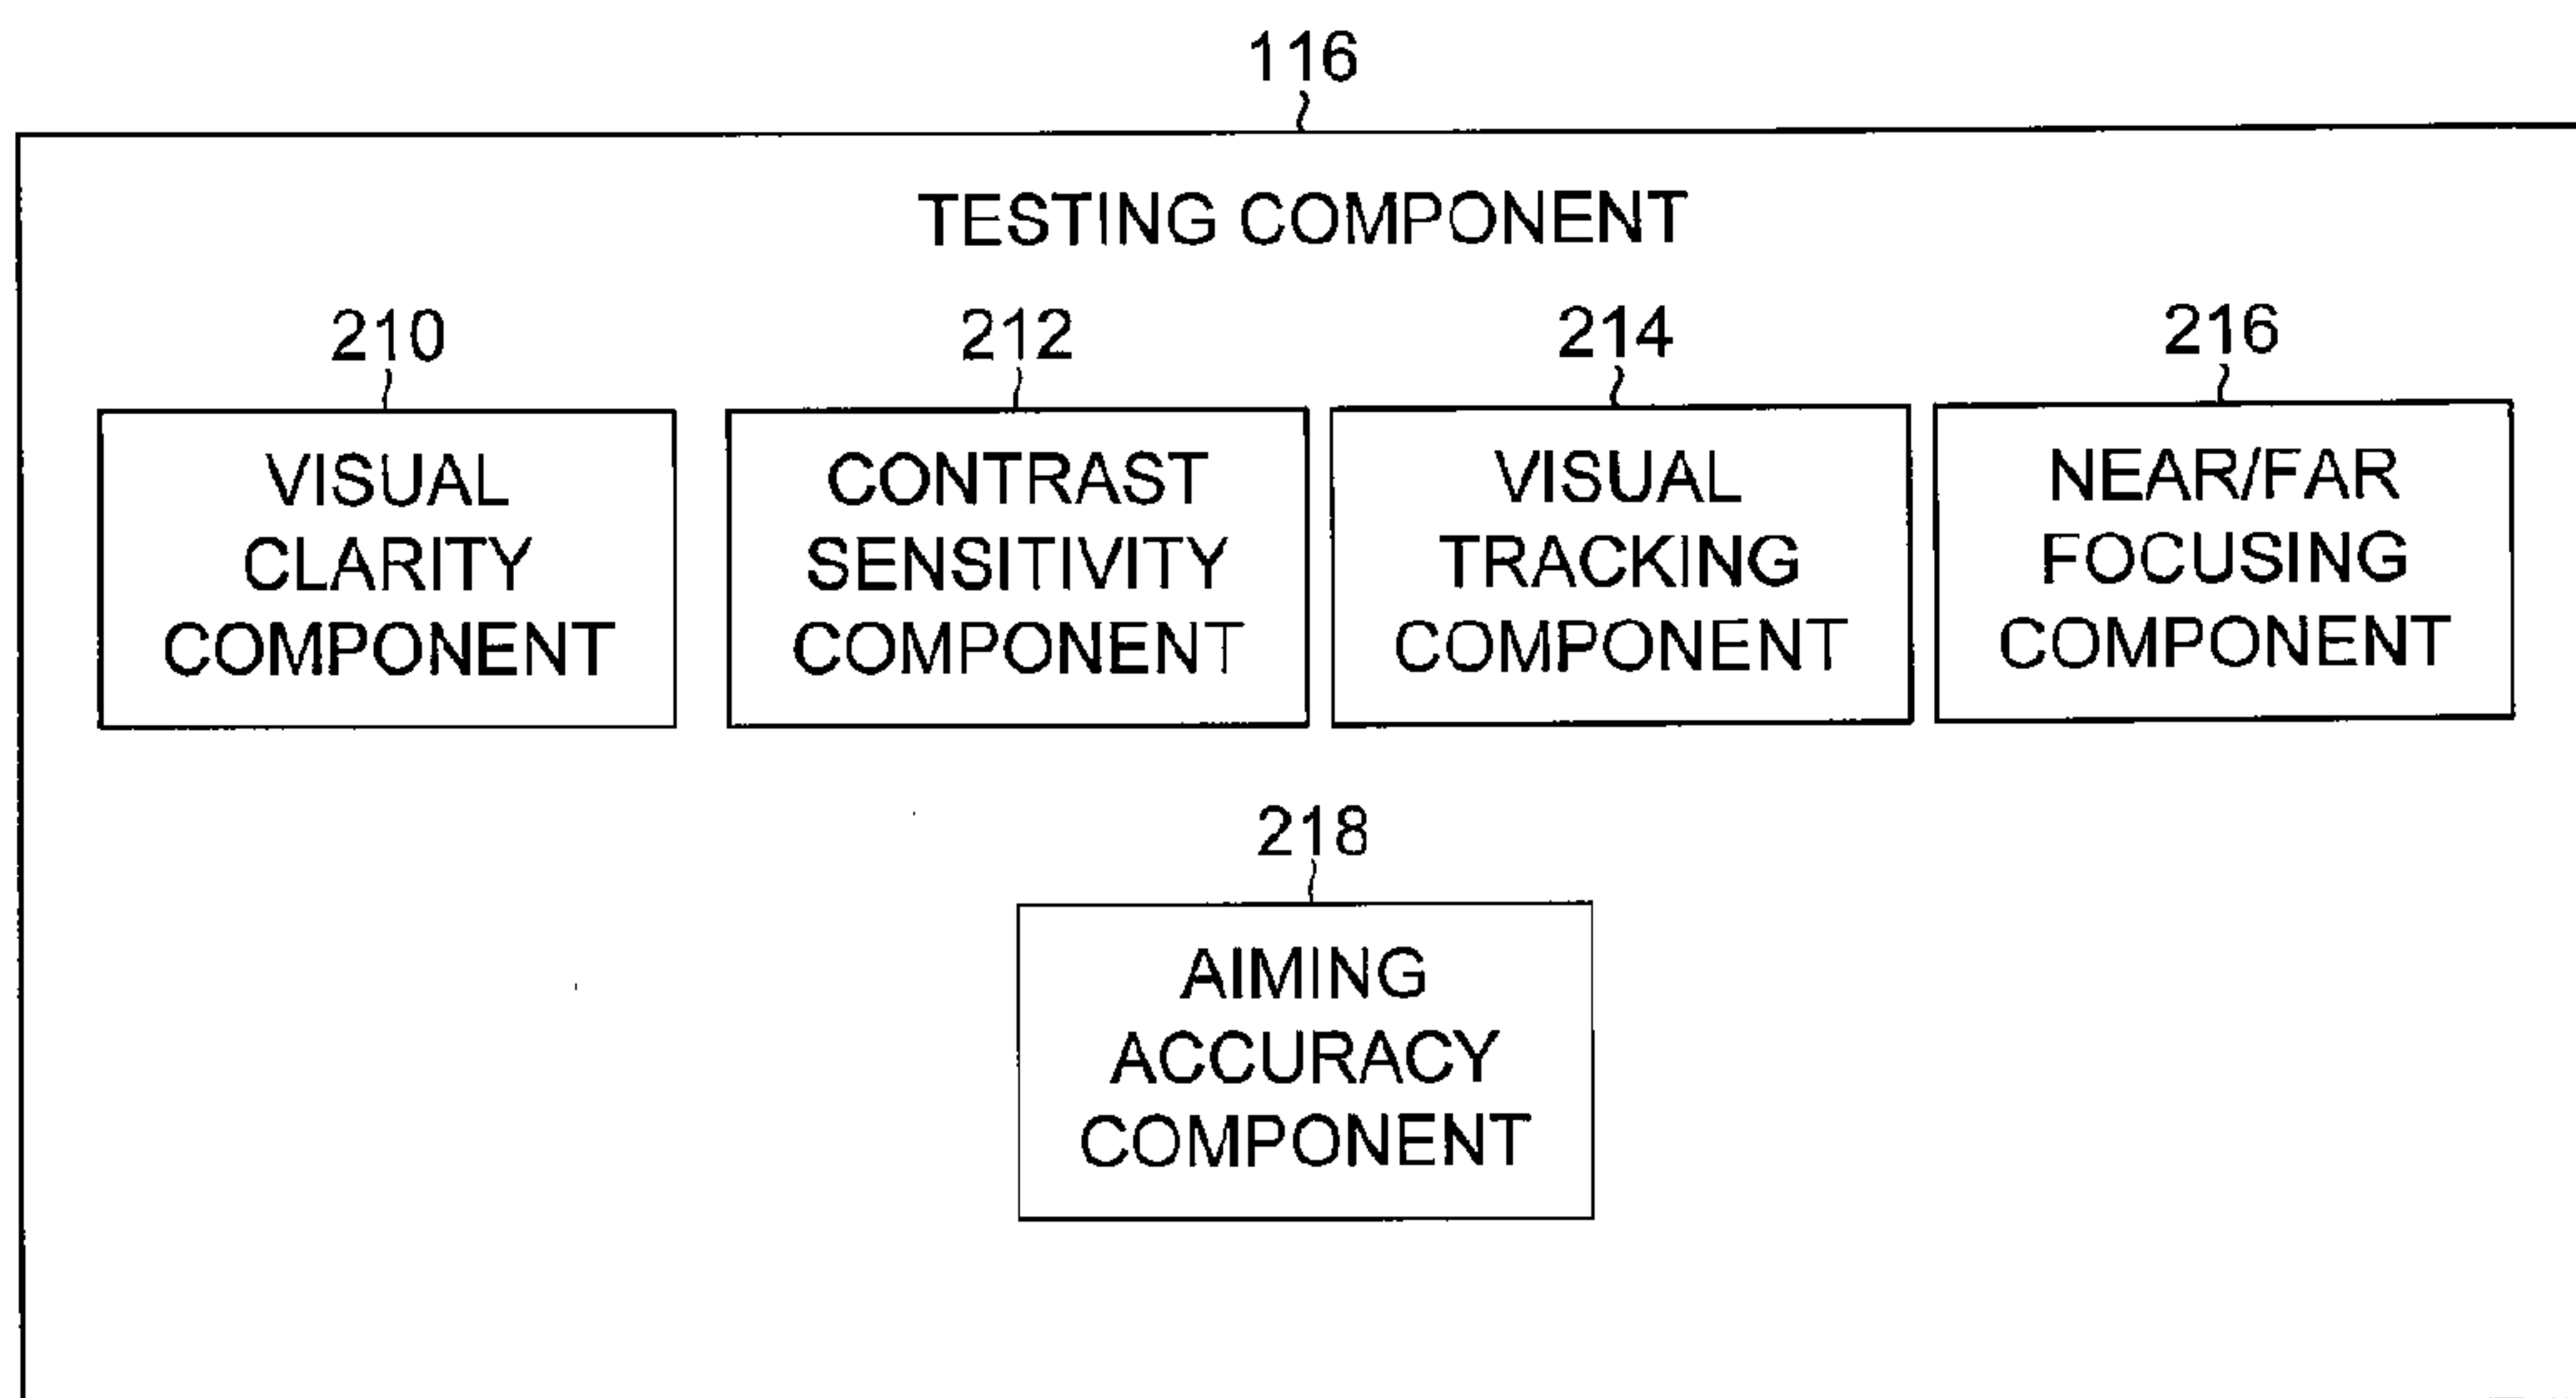 116
TESTING COMPONENT
210
212
214
216
VISUAL
CLARITY
COMPONENT
CONTRAST
SENSITIVITY
COMPONENT
VISUAL
TRACKING
COMPONENT
NEAR/FAR
FOCUSING
COMPONENT
218
AIMING
ACCURACY
COMPONENT